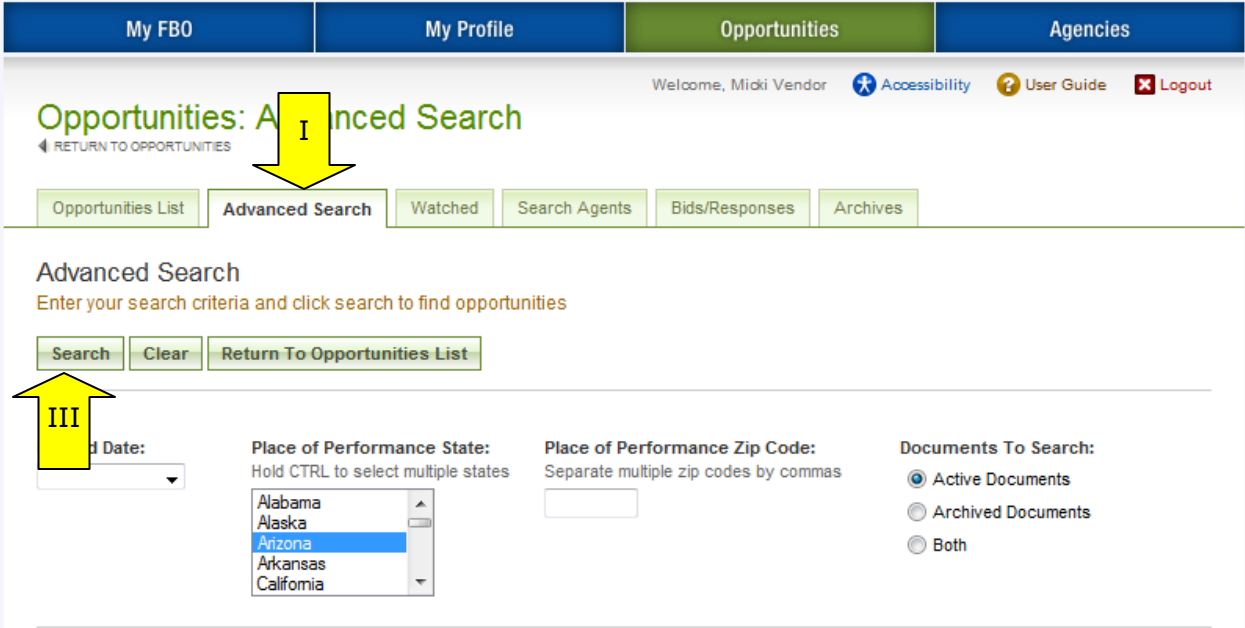 My FBO My Profile Opportunities Agencies
Welcome, Micki Vendor Accessibility User Guide Logout
Opportunities: A nced Search
I
RETURN TO OPPORTUNITIES
Opportunities List Advanced Search Watched Search Agents Bids/Responses Archives
Advanced Search
Enter your search criteria and click search to find opportunities
Search Clear Return To Opportunities List
III
d Date: Place of Performance State: Place of Performance Zip Code: Documents To Search:
Hold CTRL to select multiple states Separate multiple zip codes by commas
Active Documents
Alabama
Alaska
Archived Documents
Arizona
Both
Arkansas
California